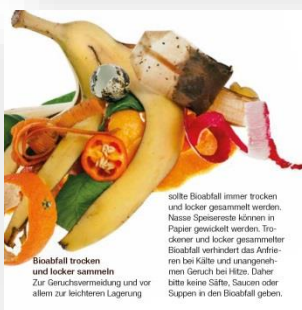 Bioabfall trocken
und locker sammeln
Zur Geruchsvermeidung und vor
allem zur leichteren Lagerung
sollte Bioabfall immer trocken
und locker gesammelt werden.
Nasse Speisereste können in
Papier gewickelt werden. Tro-
ckener und locker gesammelter
Bioabfall verhindert das Anfrie-
ren bei Kälte und unangeneh-
men Geruch bei Hitze. Daher
bitte keine Säfte, Saucen oder
Suppen in den Bioabfall geben.